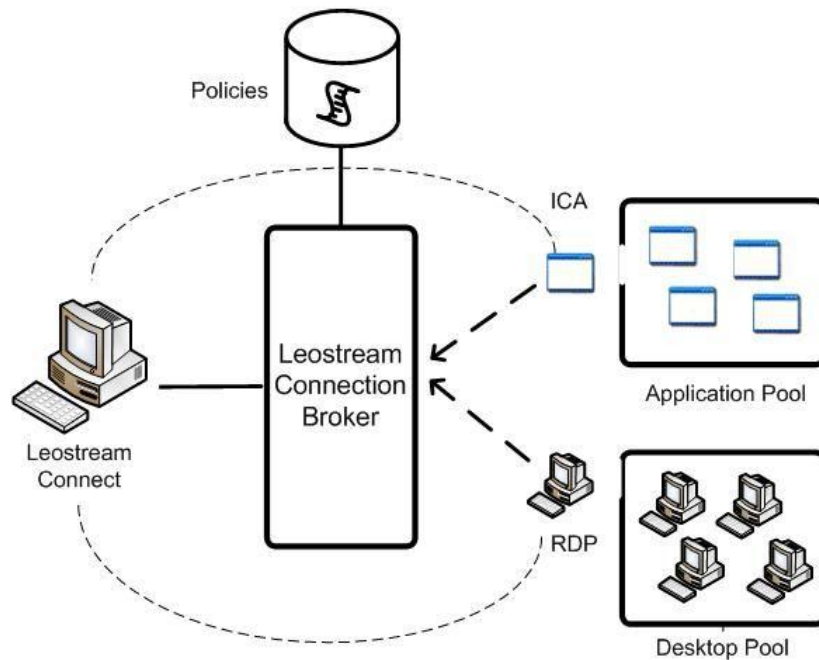 Policies
ICA
Leostream
Connection
Broker
Application Pool
Leostream
Connect
RDP
Desktop Pool